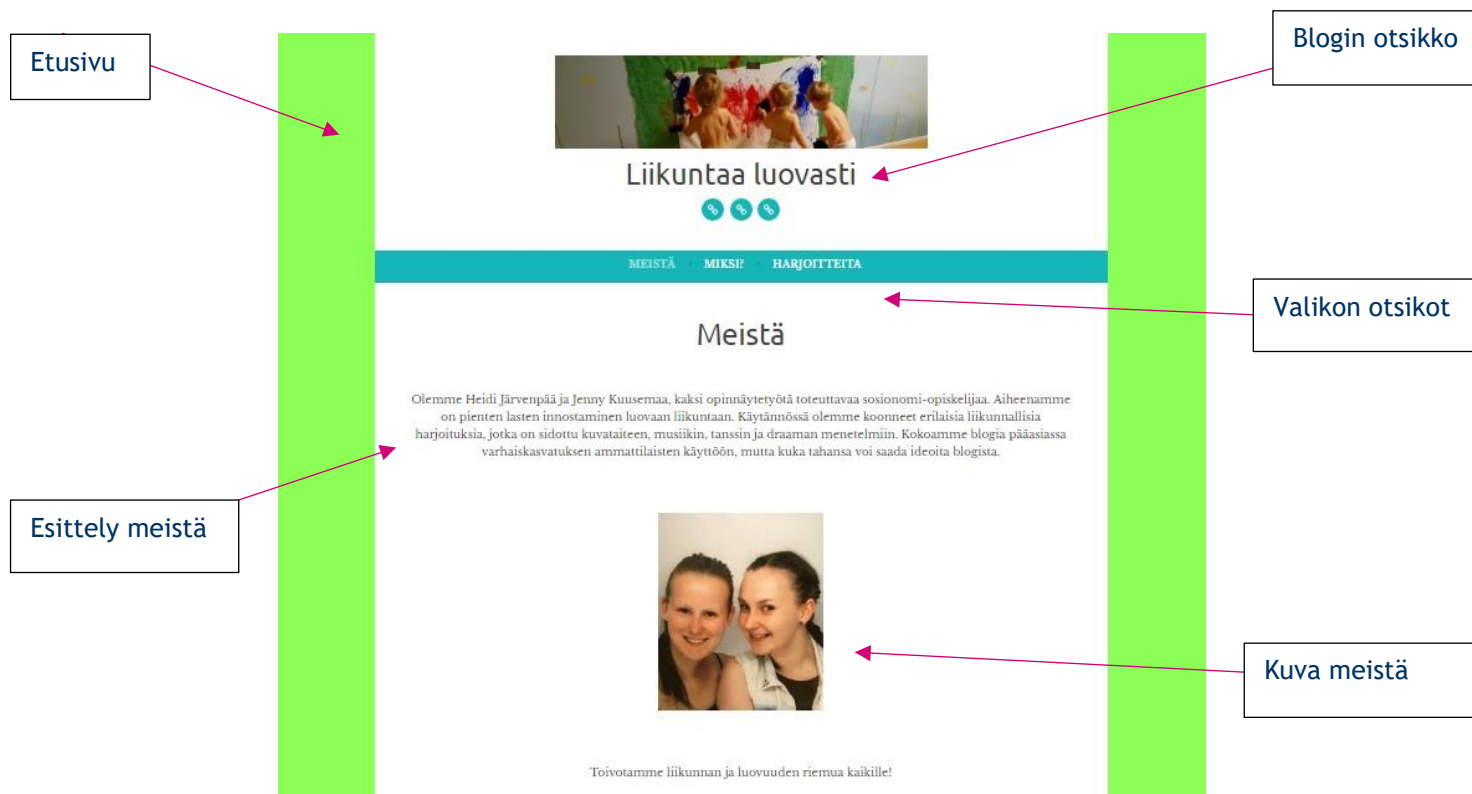 Etusivu
Blogin otsikko
Liikuntaa luovasti
MEISTÄ MIKSI? HARJOITTEITA
Valikon otsikot
Meistä
Olemme Heidi Järvenpää ja Jenny Kuusemaa, kaksi opinnäytetyötä toteuttavaa sosionomi-opiskelijaa. Aiheenamme
on pienten lasten innostaminen luovaan liikuntaan. Käytännössä olemme koonneet erilaisia liikunnallisia
harjoituksia, jotka on sidottu kuvataiteen, musiikin, tanssin ja draaman menetelmiin. Kokoamme blogia pääasiassa
varhaiskasvatuksen ammattilaisten käyttöön, mutta kuka tahansa voi saada ideoita blogista.
Esittely meistä
Kuva meistä
Toivotamme liikunnan ja luovuuden riemua kaikille!